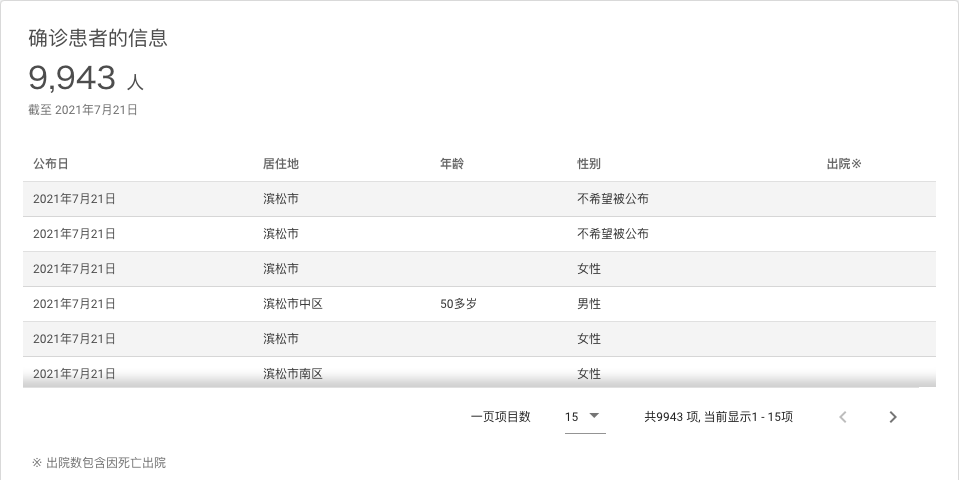 确诊患者的信息
9,943 人
截至 2021年7月21日
公布日 居住地 年龄 性别 出院※
2021年7月21日 滨松市 不希望被公布
2021年7月21日 滨松市 不希望被公布
2021年7月21日 滨松市 女性
2021年7月21日 滨松市中区 50多岁 男性
2021年7月21日 滨松市 女性
2021年7月21日 滨松市南区 女性
一页项目数 15 共9943 项, 当前显示1 - 15项
※ 出院数包含因死亡出院